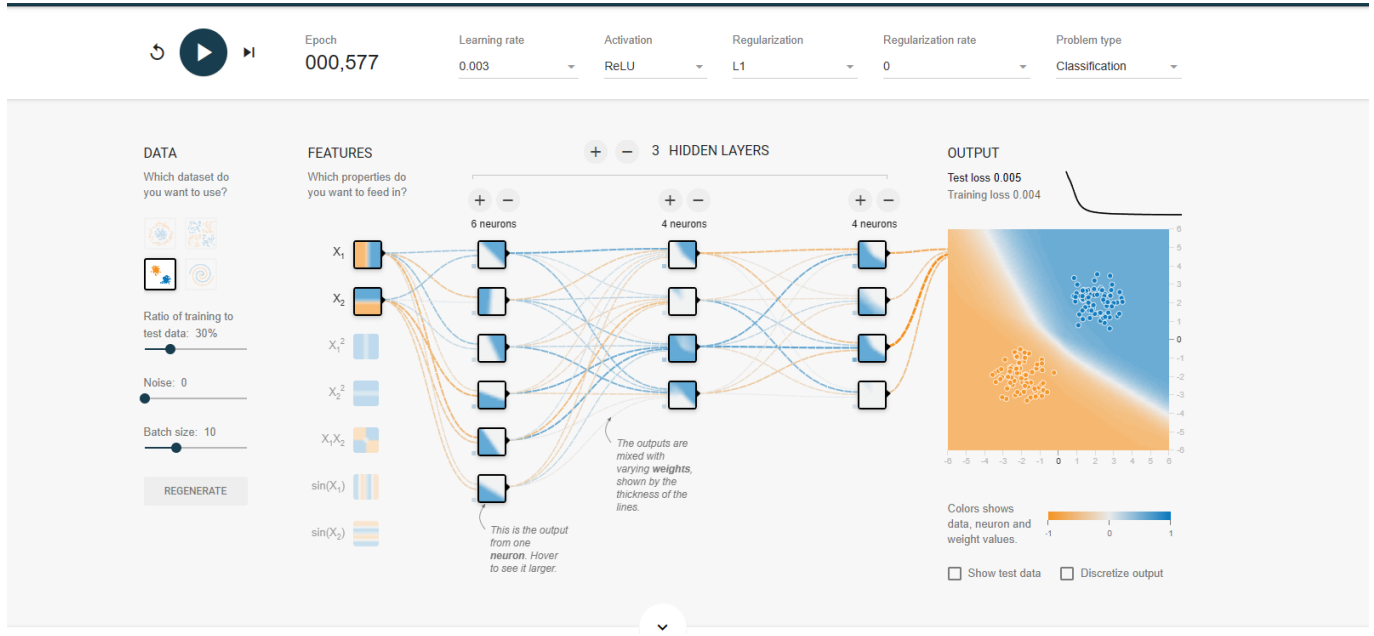 Epoch
000,577
Learning rate
0.003
Activation
ReLU
Regularization
L1
Regularization rate
0
Problem type
Classification
DATA
Which dataset do
you want to use?
Ratio of training to
test data: 30%
Noise: 0
Batch size: 10
REGENERATE
FEATURES
Which properties do
you want to feed in?
X₁
X₂
X₁²
X₂²
X₁X₂
sin(X₁)
sin(X₂)
+ − 3 HIDDEN LAYERS
+ −
6 neurons
+ −
4 neurons
+ −
4 neurons
The outputs are
mixed with
varying weights,
shown by the
thickness of the
lines.
This is the output
from one
neuron. Hover
to see it larger.
OUTPUT
Test loss 0.005
Training loss 0.004
6
5
4
3
2
1
0
-1
-2
-3
-4
-5
-6
-6 -5 -4 -3 -2 -1 0 1 2 3 4 5 6
Colors shows
data, neuron and
weight values.
-1 0 1
Show test data
Discretize output